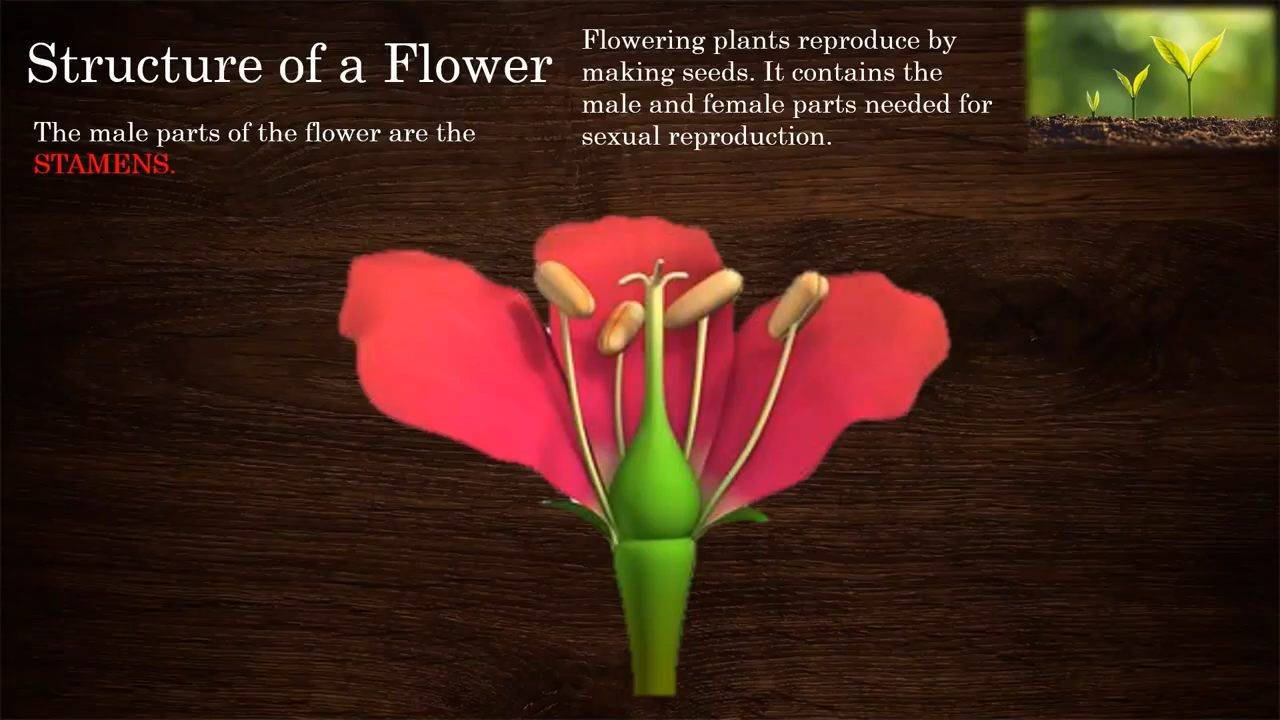 Structure of a Flower
The male parts of the flower are the
STAMENS.
Flowering plants reproduce by
making seeds. It contains the
male and female parts needed for
sexual reproduction.